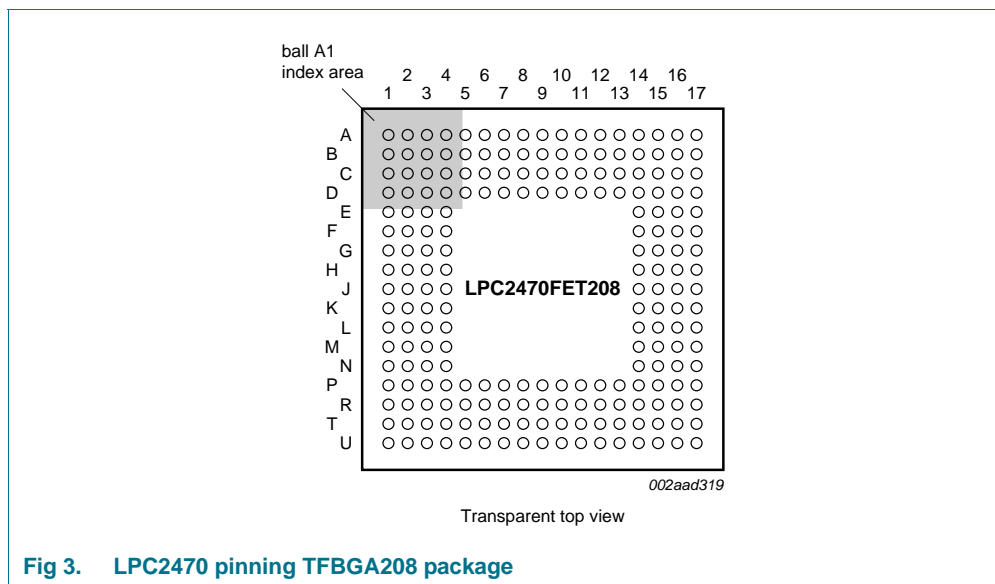 ball A1
index area
2 4 6 8 10 12 14 16
1 3 5 7 9 11 13 15 17
A
B
C
D
E
F
G
H
J
LPC2470FET208
K
L
M
N
P
R
T
U
002aad319
Transparent top view
Fig 3. LPC2470 pinning TFBGA208 package